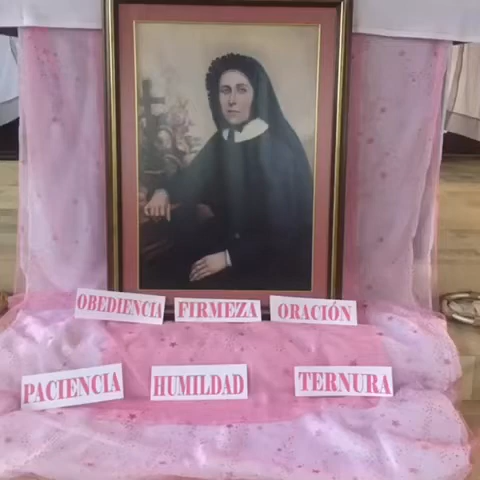 OBEDIENCIA FIRMEZA ORACIÓN
PACIENCIA HUMILDAD TERNURA